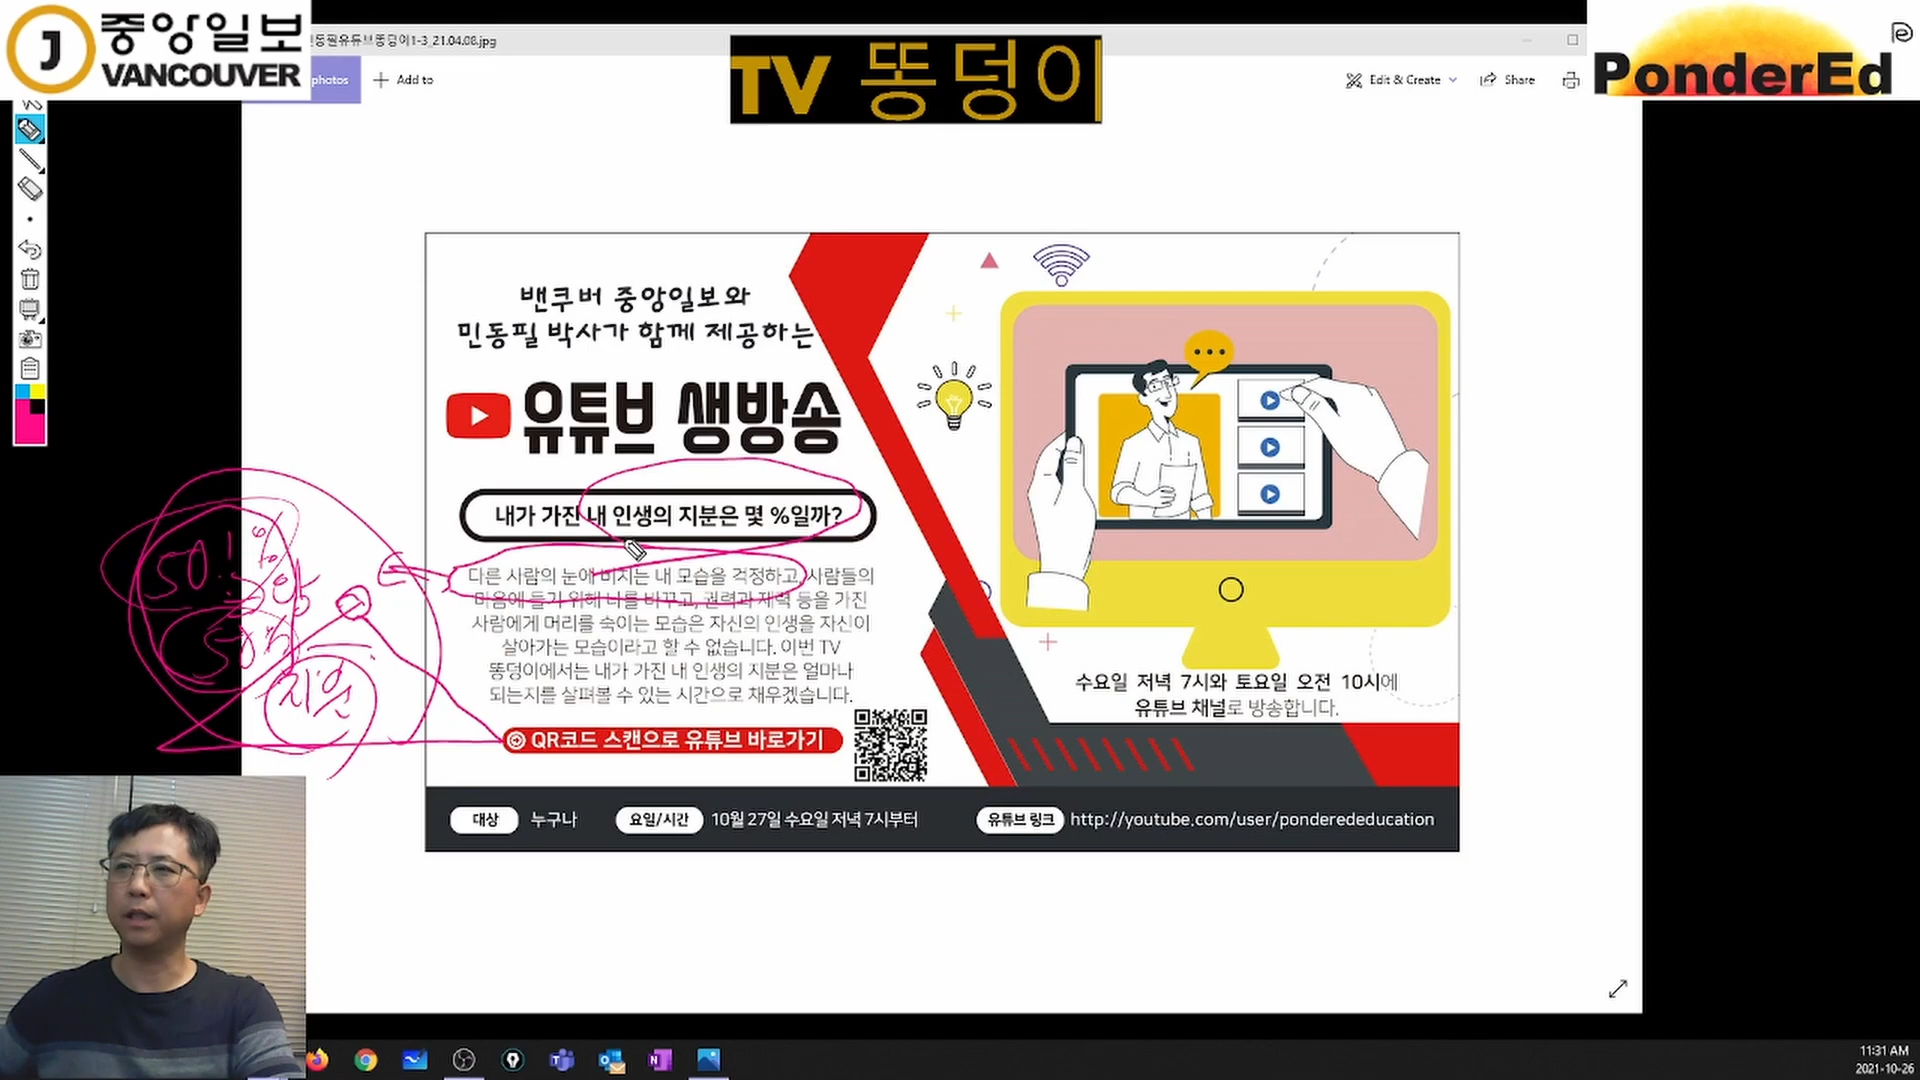 중앙일보
VANCOUVER
photos
Add to
TV 똥덩이
Edit & Create
Share
PonderEd
밴쿠버 중앙일보와
민동필 박사가 함께 제공하는
유튜브 생방송
내가 가진 내 인생의 지분은 몇 %일까?
다른 사람의 눈에 비치는 내 모습을 걱정하고, 사람들의
마음에 들기 위해 나를 바꾸고, 권력과 재력 등을 가진
사람에게 머리를 숙이는 모습은 자신의 인생을 자신이
살아가는 모습이라고 할 수 없습니다. 이번 TV
똥덩이에서는 내가 가진 내 인생의 지분은 얼마나
되는지를 살펴볼 수 있는 시간으로 채우겠습니다.
QR코드 스캔으로 유튜브 바로가기
수요일 저녁 7시와 토요일 오전 10시에
유튜브 채널로 방송합니다.
대상 누구나
요일/시간 10월 27일 수요일 저녁 7시부터
유튜브 링크 http://youtube.com/user/ponderededucation
11:31 AM
2021-10-26